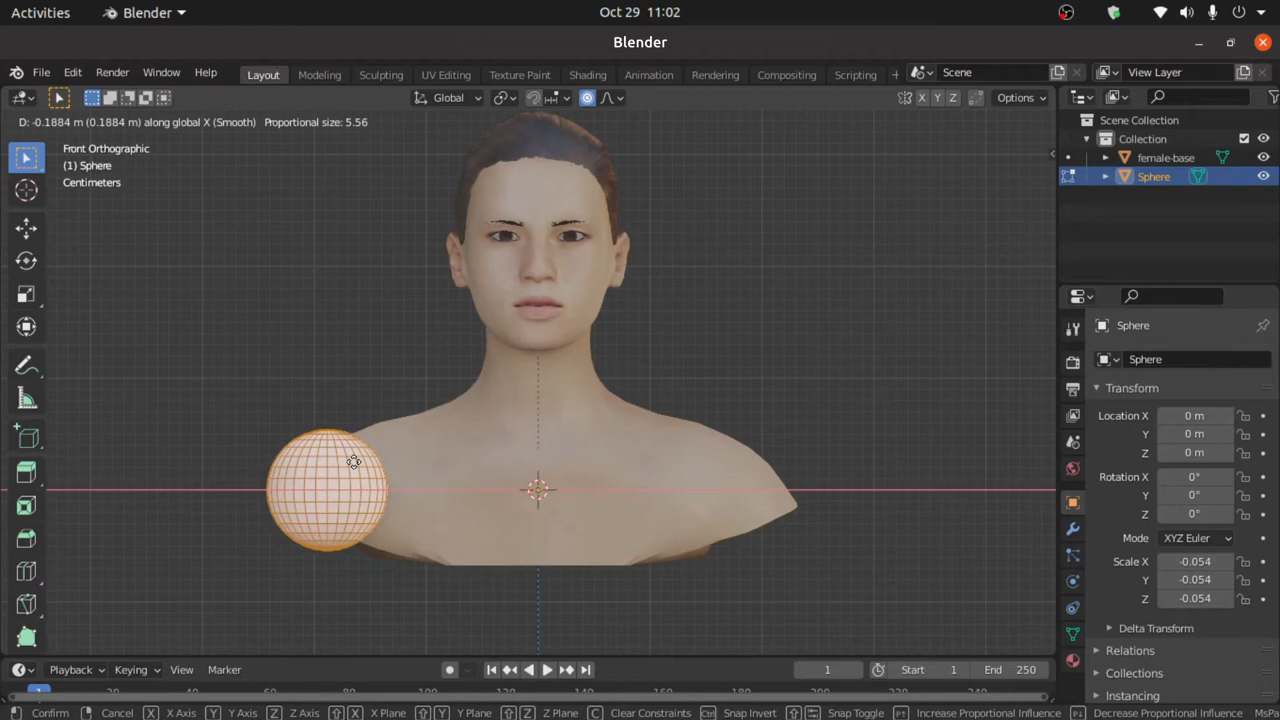 Activities Blender Oct 29 11:02
Blender
File Edit Render Window Help Layout Modeling Sculpting UV Editing Texture Paint Shading Animation Rendering Compositing Scripting + Scene View Layer
Global X Y Z Options
D: -0.1884 m (0.1884 m) along global X (Smooth) Proportional size: 5.56
Scene Collection
Collection
Front Orthographic
(1) Sphere
Centimeters
female-base
Sphere
Sphere
Sphere
Transform
Location X 0 m
Y 0 m
Z 0 m
Rotation X 0°
Y 0°
Z 0°
Mode XYZ Euler
Scale X -0.054
Y -0.054
Z -0.054
Delta Transform
Relations
Collections
Instancing
Playback Keying View Marker 1 Start 1 End 250
1
Confirm Cancel X X Axis Y Y Axis Z Z Axis X X Plane Y Y Plane Z Z Plane C Clear Constraints Ctrl Snap Invert Snap Toggle Increase Proportional Influence Decrease Proportional Influence MsPa